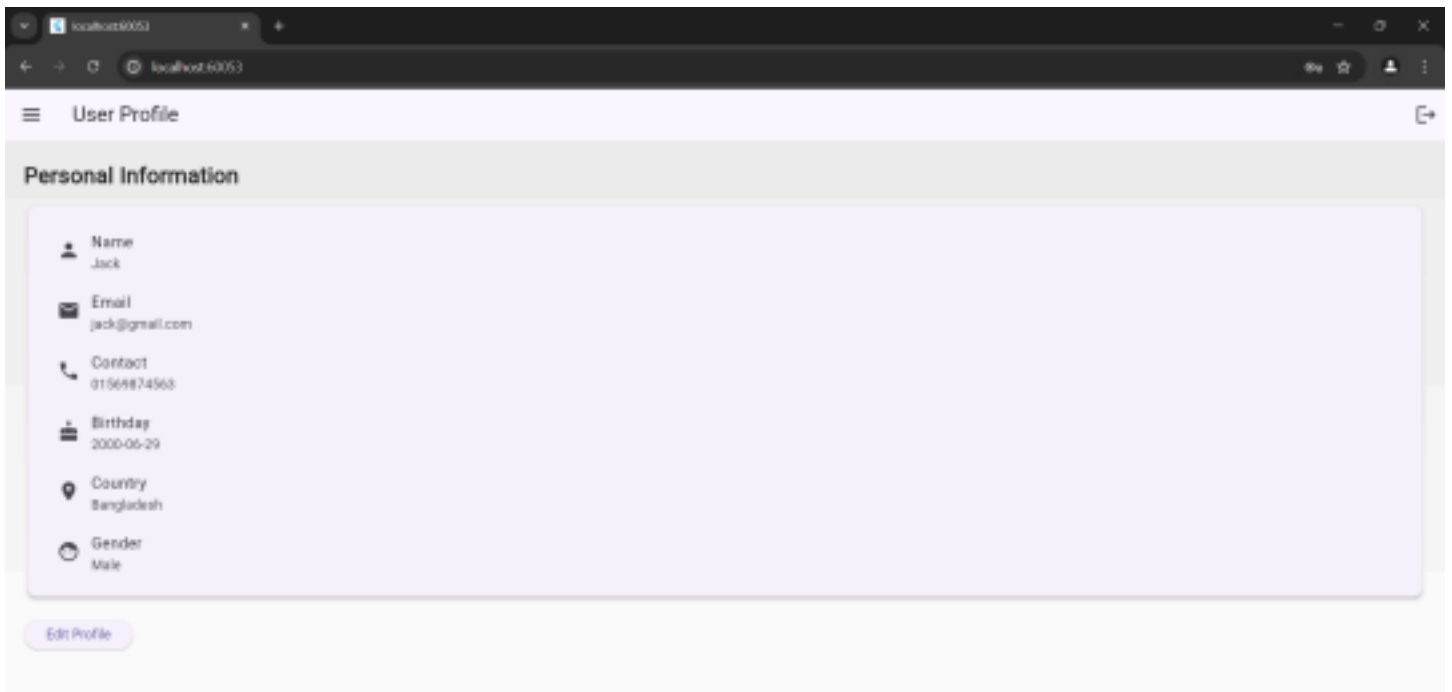 localhost:60053
localhost:60053
User Profile
Personal Information
Name
Jack
Email
jack@gmail.com
Contact
01569874563
Birthday
2000-06-29
Country
Bangladesh
Gender
Male
Edit Profile